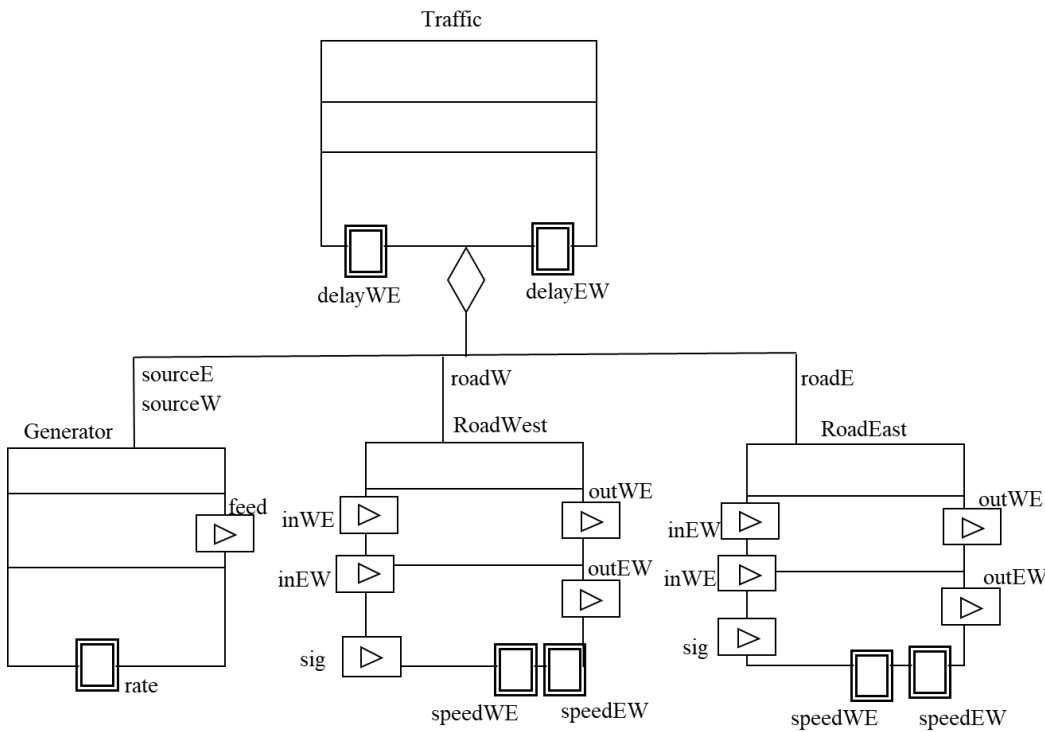 Traffic
delayWE
delayEW
sourceE
sourceW
roadW
roadE
Generator
RoadWest
RoadEast
feed
inWE
outWE
inEW
outEW
sig
rate
speedWE
speedEW
inEW
outWE
inWE
outEW
sig
speedWE
speedEW